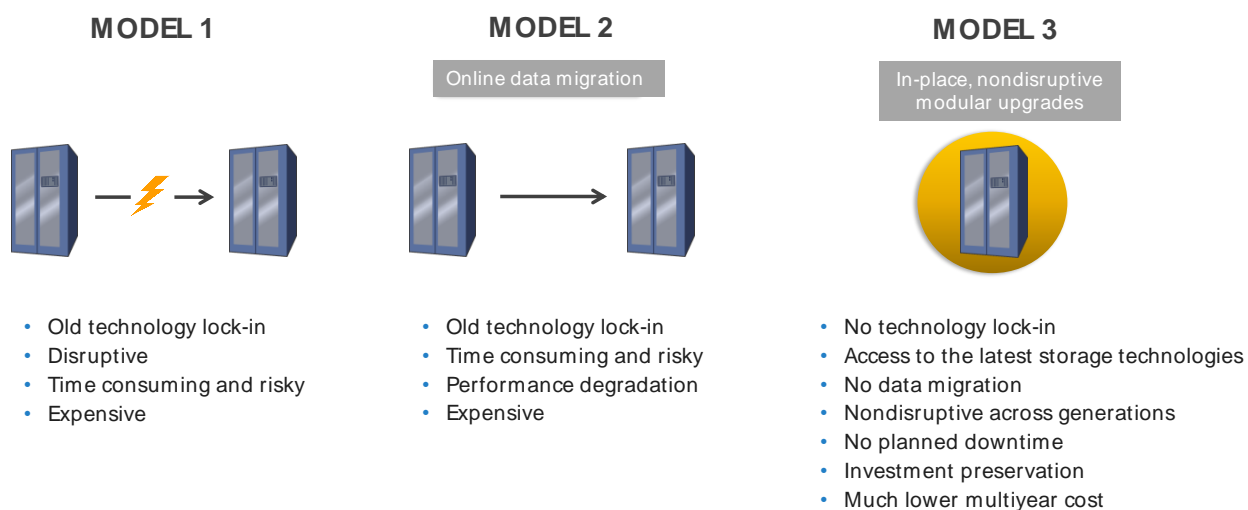 MODEL 1
Old technology lock-in
Disruptive
Time consuming and risky
Expensive
MODEL 2
Online data migration
Old technology lock-in
Time consuming and risky
Performance degradation
Expensive
MODEL 3
In-place, nondisruptive
modular upgrades
No technology lock-in
Access to the latest storage technologies
No data migration
Nondisruptive across generations
No planned downtime
Investment preservation
Much lower multiyear cost